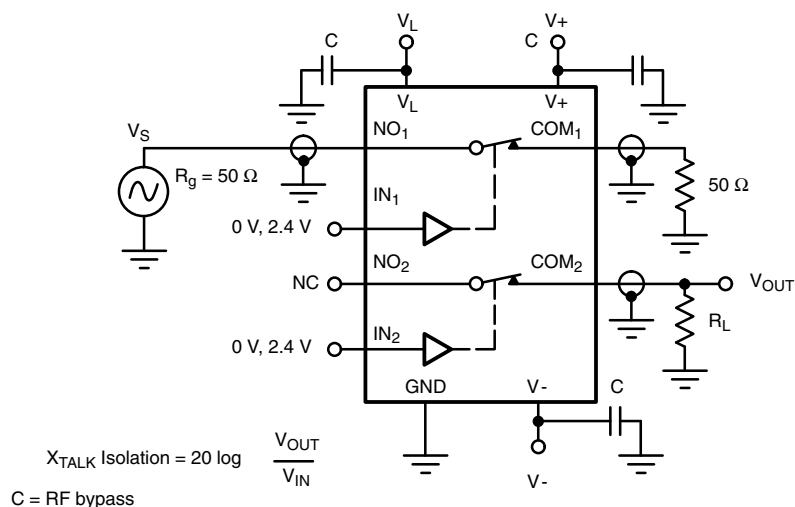 V_L V+
C C
V_L V+
V_S NO_1 COM_1
R_g = 50 Ω 50 Ω
IN_1
0 V, 2.4 V
NO_2 COM_2
NC V_OUT
R_L
IN_2
0 V, 2.4 V
GND V- C
X_TALK Isolation = 20 log V_OUT / V_IN
V-
C = RF bypass